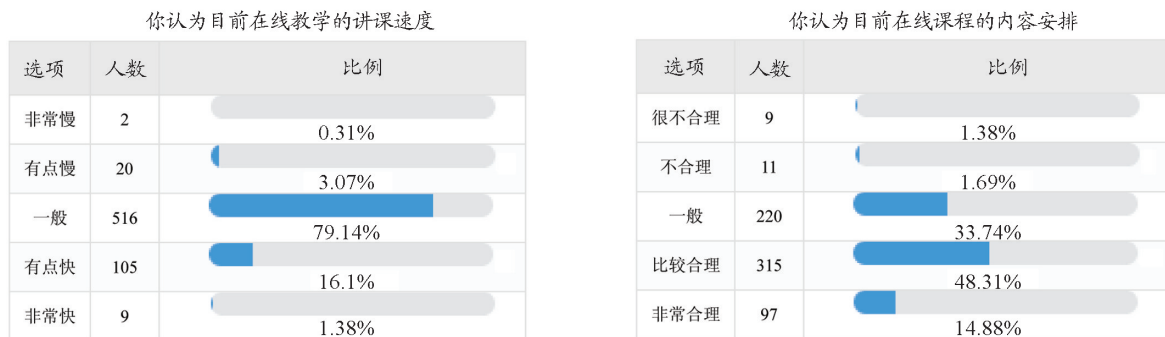 你认为目前在线教学的讲课速度
选项 人数 比例
非常慢 2 0.31%
有点慢 20 3.07%
一般 516 79.14%
有点快 105 16.1%
非常快 9 1.38%
你认为目前在线课程的内容安排
选项 人数 比例
很不合理 9 1.38%
不合理 11 1.69%
一般 220 33.74%
比较合理 315 48.31%
非常合理 97 14.88%